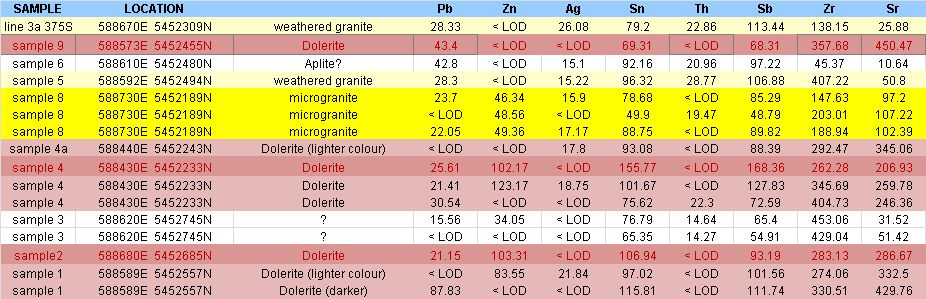 SAMPLE LOCATION Pb Zn Ag Sn Th Sb Zr Sr
line 3a 375S 588670E 5452309N weathered granite 28.33 < LOD 26.08 79.2 22.86 113.44 138.15 25.88
sample 9 588573E 5452455N Dolerite 43.4 < LOD < LOD 69.31 < LOD 68.31 357.68 450.47
sample 6 588610E 5452480N Aplite? 42.8 < LOD 15.1 92.16 20.96 97.22 45.37 10.64
sample 5 588592E 5452494N weathered granite 28.3 < LOD 15.22 96.32 28.77 106.88 407.22 50.8
sample 8 588730E 5452189N microgranite 23.7 46.34 15.9 78.68 < LOD 85.29 147.63 97.2
sample 8 588730E 5452189N microgranite < LOD 48.56 < LOD 49.9 19.47 48.79 203.01 107.22
sample 8 588730E 5452189N microgranite 22.05 49.36 17.17 88.75 < LOD 89.82 188.94 102.39
sample 4a 588440E 5452243N Dolerite (lighter colour) < LOD < LOD 17.8 93.08 < LOD 88.39 292.47 345.06
sample 4 588430E 5452233N Dolerite 25.61 102.17 < LOD 155.77 < LOD 168.36 262.28 206.93
sample 4 588430E 5452233N Dolerite 21.41 123.17 18.75 101.67 < LOD 127.83 345.69 259.78
sample 4 588430E 5452233N Dolerite 30.54 < LOD < LOD 75.62 22.3 72.59 404.73 246.36
sample 3 588620E 5452745N ? 15.56 34.05 < LOD 76.79 14.64 65.4 453.06 31.52
sample 3 588620E 5452745N ? < LOD < LOD < LOD 65.35 14.27 54.91 429.04 51.42
sample2 588680E 5452685N Dolerite 21.15 103.31 < LOD 106.94 < LOD 93.19 283.13 286.67
sample 1 588589E 5452557N Dolerite (lighter colour) < LOD 83.55 21.84 97.02 < LOD 101.56 274.06 332.5
sample 1 588589E 5452557N Dolerite (darker) 87.83 < LOD < LOD 115.81 < LOD 111.74 330.51 429.76